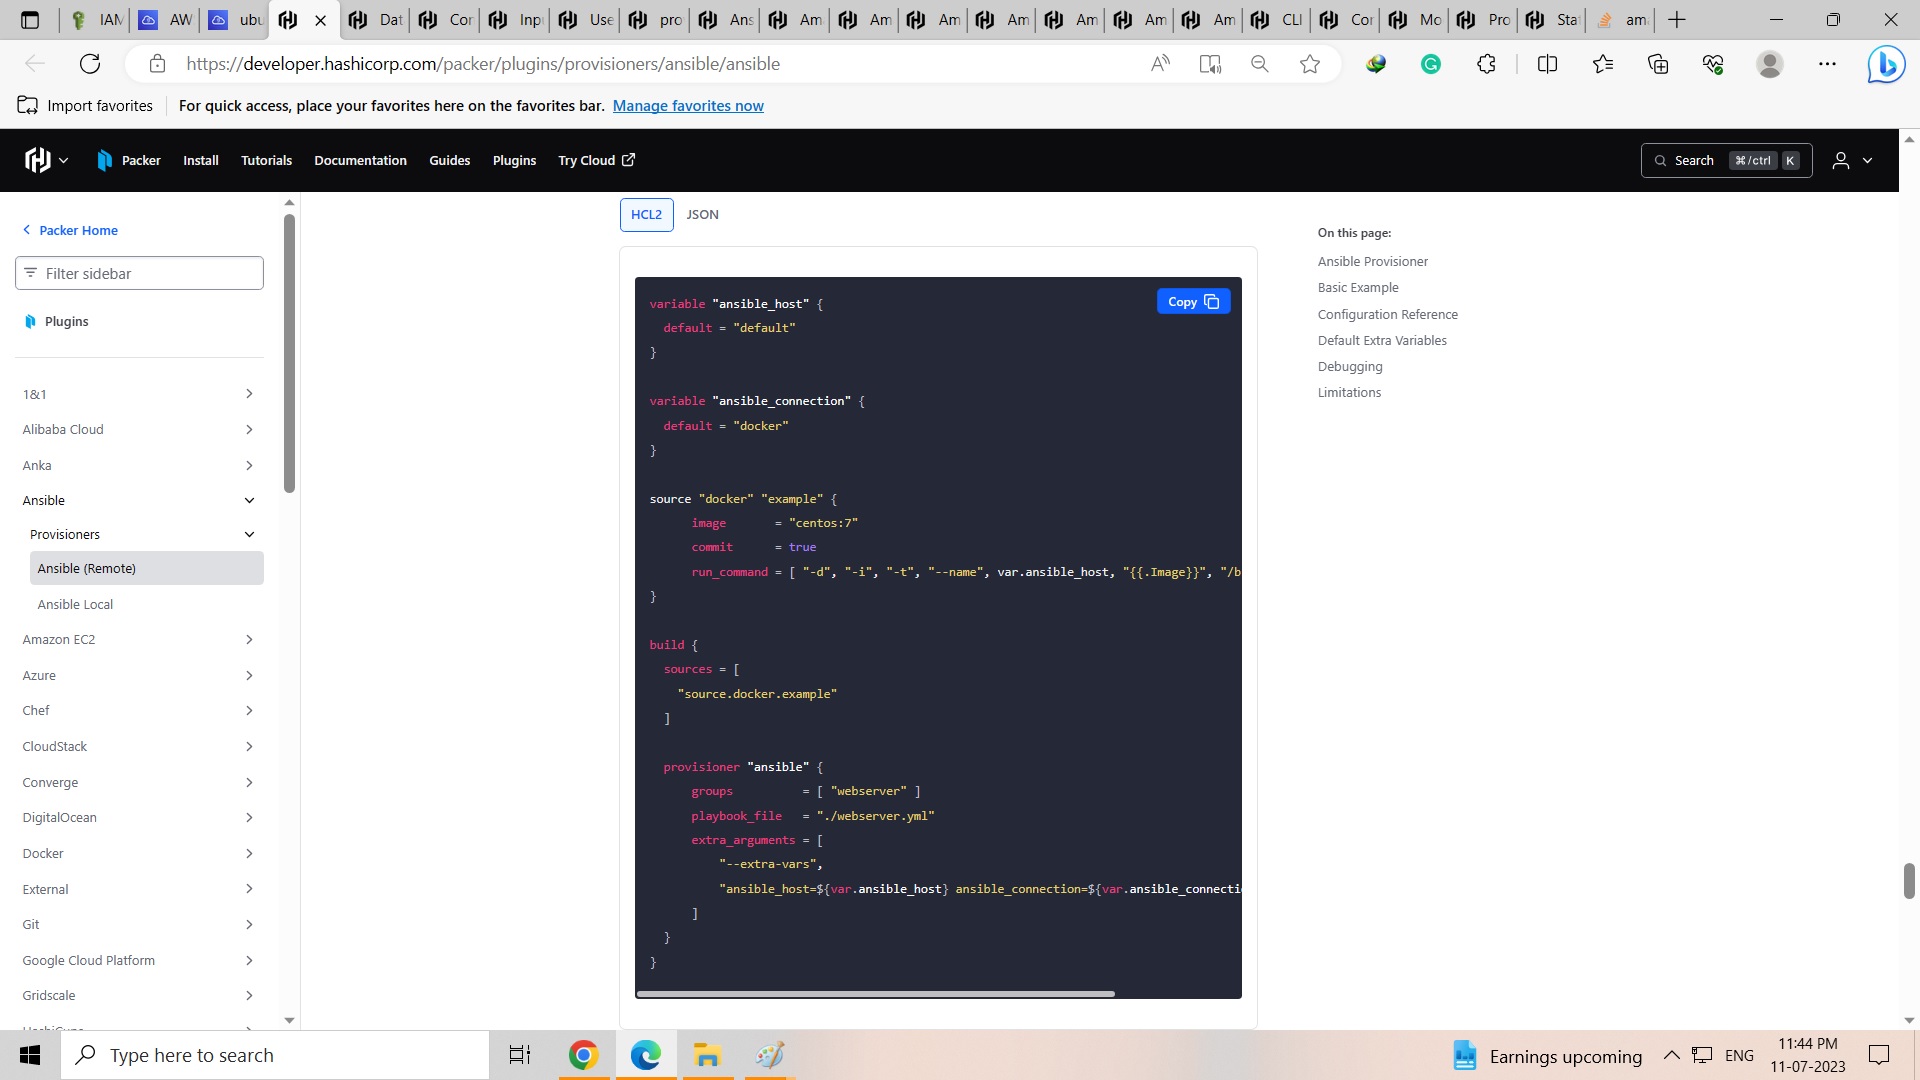 IAM
AW
ubu
Dat
Cor
Inpu
Use
pro
Ans
Am
Am
Am
Am
Am
Am
Am
CLI
Cor
Mo
Pro
Stat
ama
https://developer.hashicorp.com/packer/plugins/provisioners/ansible/ansible
Import favorites
For quick access, place your favorites here on the favorites bar. Manage favorites now
Packer
Install
Tutorials
Documentation
Guides
Plugins
Try Cloud
Search ⌘/ctrl K
Packer Home
Filter sidebar
Plugins
1&1
Alibaba Cloud
Anka
Ansible
Provisioners
Ansible (Remote)
Ansible Local
Amazon EC2
Azure
Chef
CloudStack
Converge
DigitalOcean
Docker
External
Git
Google Cloud Platform
Gridscale
HCL2 JSON
Copy
variable "ansible_host" {
default = "default"
}
variable "ansible_connection" {
default = "docker"
}
source "docker" "example" {
image = "centos:7"
commit = true
run_command = [ "-d", "-i", "-t", "--name", var.ansible_host, "{{.Image}}", "/b
}
build {
sources = [
"source.docker.example"
]
provisioner "ansible" {
groups = [ "webserver" ]
playbook_file = "./webserver.yml"
extra_arguments = [
"--extra-vars",
"ansible_host=${var.ansible_host} ansible_connection=${var.ansible_connectio
]
}
}
On this page:
Ansible Provisioner
Basic Example
Configuration Reference
Default Extra Variables
Debugging
Limitations
Type here to search
Earnings upcoming
ENG
11:44 PM
11-07-2023